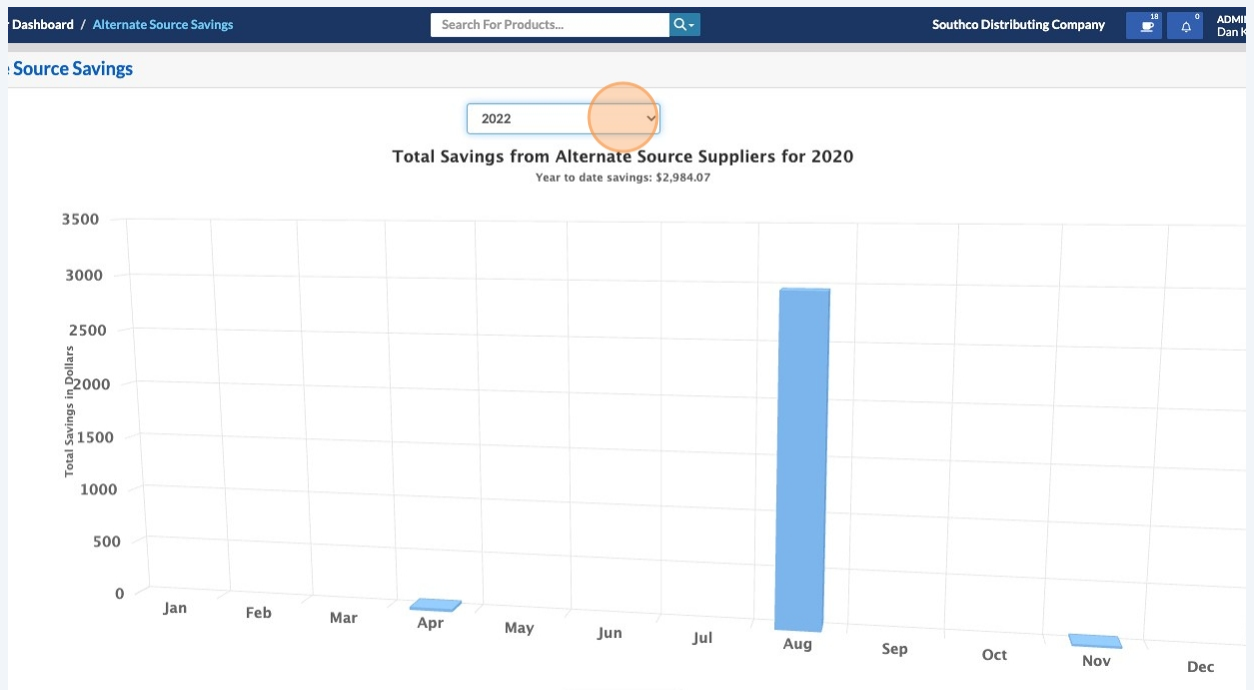 Dashboard / Alternate Source Savings
Search For Products...
Southco Distributing Company
18
0
ADMI
Dan K
Source Savings
2022
Total Savings from Alternate Source Suppliers for 2020
Year to date savings: $2,984.07
Total Savings in Dollars
3500
3000
2500
2000
1500
1000
500
0
Jan
Feb
Mar
Apr
May
Jun
Jul
Aug
Sep
Oct
Nov
Dec